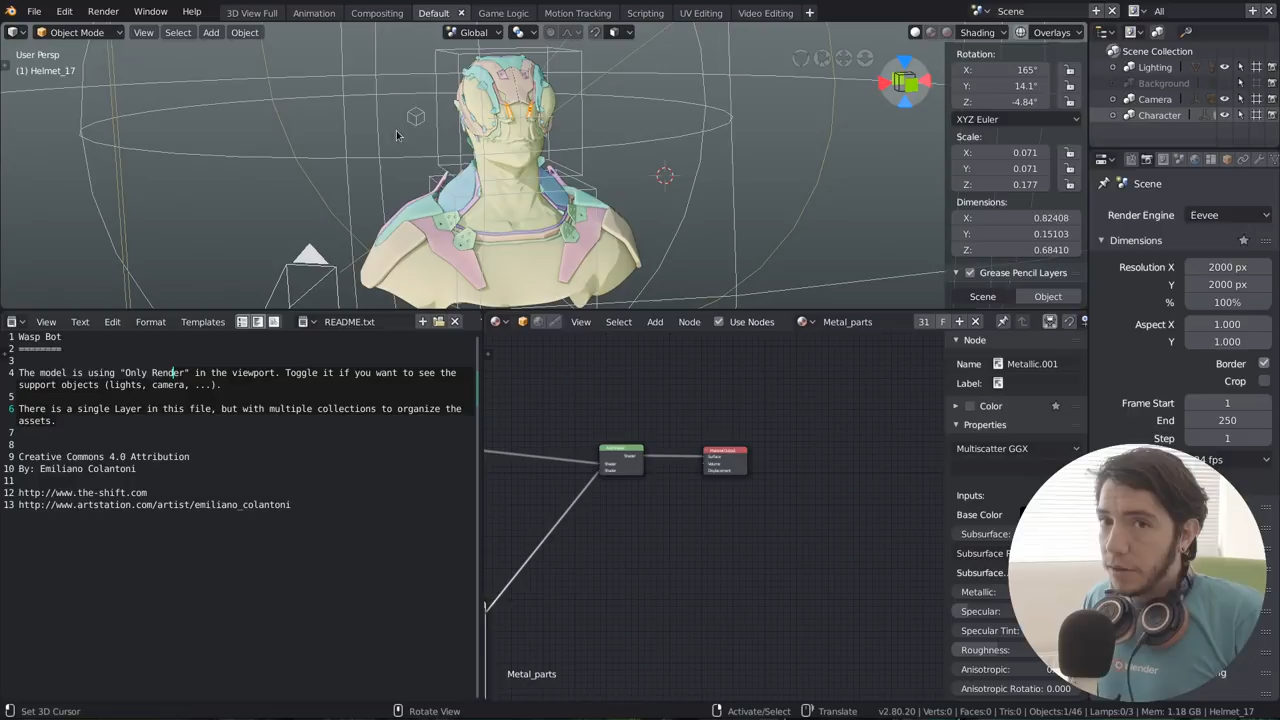 File Edit Render Window Help
3D View Full Animation Compositing Default Game Logic Motion Tracking Scripting UV Editing Video Editing
Scene All
Object Mode View Select Add Object Global Shading Overlays
User Persp
(1) Helmet_17
Rotation:
X: 165°
Y: 14.1°
Z: -4.84°
XYZ Euler
Scale:
X: 0.071
Y: 0.071
Z: 0.177
Dimensions:
X: 0.82408
Y: 0.15103
Z: 0.68410
Grease Pencil Layers
Scene Object
Scene Collection
Lighting
Background
Camera
Character
Scene
Render Engine Eevee
Dimensions
Resolution X 2000 px
Y 2000 px
% 100%
Aspect X 1.000
Y 1.000
Border
Crop
Frame Start 1
End 250
Step 1
fps
View Text Edit Format Templates README.txt
1 Wasp Bot
2 ========
3
4 The model is using "Only Render" in the viewport. Toggle it if you want to see the
support objects (lights, camera, ...).
5
6 There is a single Layer in this file, but with multiple collections to organize the
assets.
7
8
9 Creative Commons 4.0 Attribution
10 By: Emiliano Colantoni
11
12 http://www.the-shift.com
13 http://www.artstation.com/artist/emiliano_colantoni
View Select Add Node Use Nodes Metal_parts 31 F
Shader
Shader
Shader
Surface
Volume
Displacement
Metal_parts
Node
Name Metallic.001
Label:
Color
Properties
Multiscatter GGX
Inputs:
Base Color
Subsurface:
Subsurface
Subsurface
Metallic:
Specular:
Specular Tint:
Roughness:
Anisotropic:
Anisotropic Rotation: 0.000
blender
Set 3D Cursor Rotate View Activate/Select Translate v2.80.20 | Verts:0 | Faces:0 | Tris:0 | Objects:1/46 | Lamps:0/3 | Mem: 1.18 GB | Helmet_17